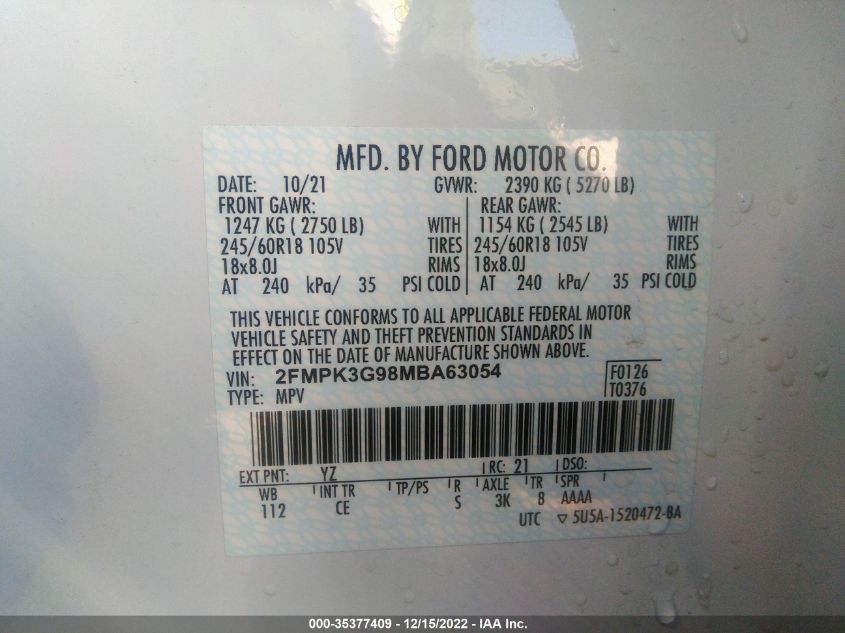 MFD. BY FORD MOTOR CO.
DATE: 10/21 GVWR: 2390 KG ( 5270 LB)
FRONT GAWR: REAR GAWR:
1247 KG ( 2750 LB) WITH 1154 KG ( 2545 LB) WITH
245/60R18 105V TIRES 245/60R18 105V TIRES
18x8.0J RIMS 18x8.0J RIMS
AT 240 kPa/ 35 PSI COLD AT 240 kPa/ 35 PSI COLD
THIS VEHICLE CONFORMS TO ALL APPLICABLE FEDERAL MOTOR
VEHICLE SAFETY AND THEFT PREVENTION STANDARDS IN
EFFECT ON THE DATE OF MANUFACTURE SHOWN ABOVE.
VIN: 2FMPK3G98MBA63054 F0126
TYPE: MPV T0376
EXT PNT: YZ RC: 21 DSO:
WB INT TR TP/PS R AXLE TR SPR
112 CE S 3K 8 AAAA
UTC ▽ 5U5A-1520472-BA
000-35377409 - 12/15/2022 - IAA Inc.